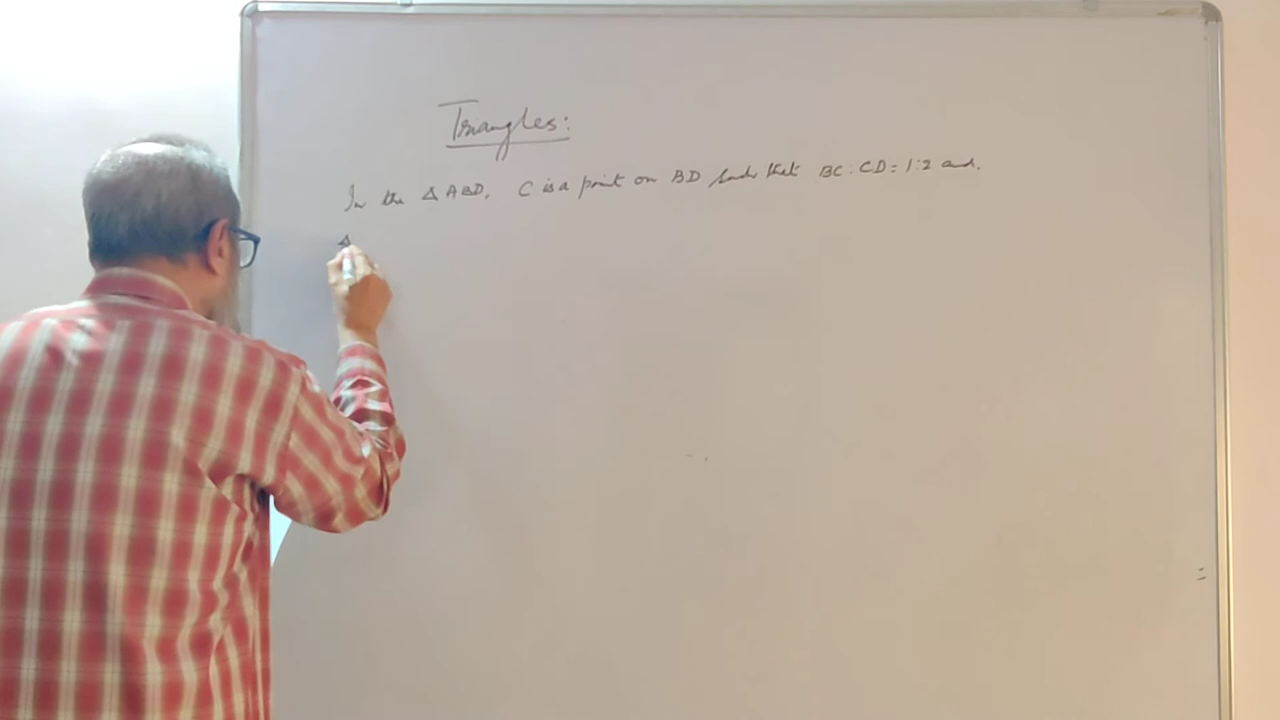 Triangles:
In the Δ ABD, C is a point on BD such that BC:CD = 1:2 and.
Δ